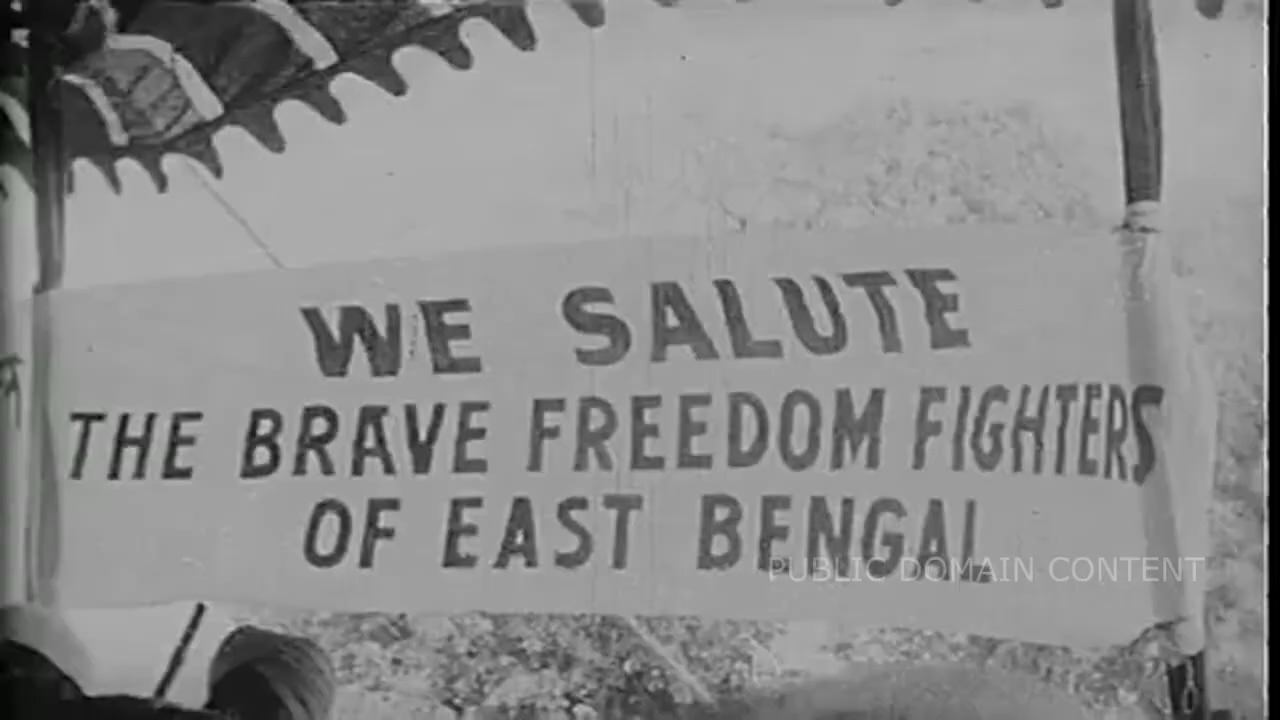 WE SALUTE
THE BRAVE FREEDOM FIGHTERS
OF EAST BENGAL
PUBLIC DOMAIN CONTENT